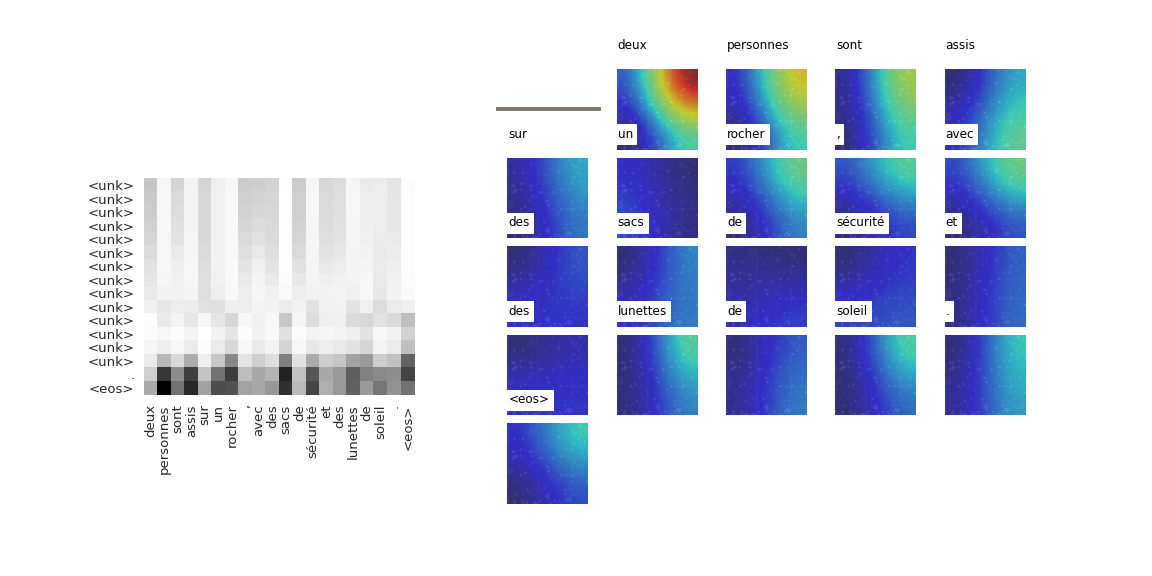 deux personnes sont assis
sur un rocher , avec
des sacs de sécurité et
des lunettes de soleil .
<eos>
<unk>
<unk>
<unk>
<unk>
<unk>
<unk>
<unk>
<unk>
<unk>
<unk>
<unk>
<unk>
<unk>
<unk>
.
<eos>
deux personnes sont assis sur un rocher , avec des sacs de sécurité et des lunettes de soleil . <eos>